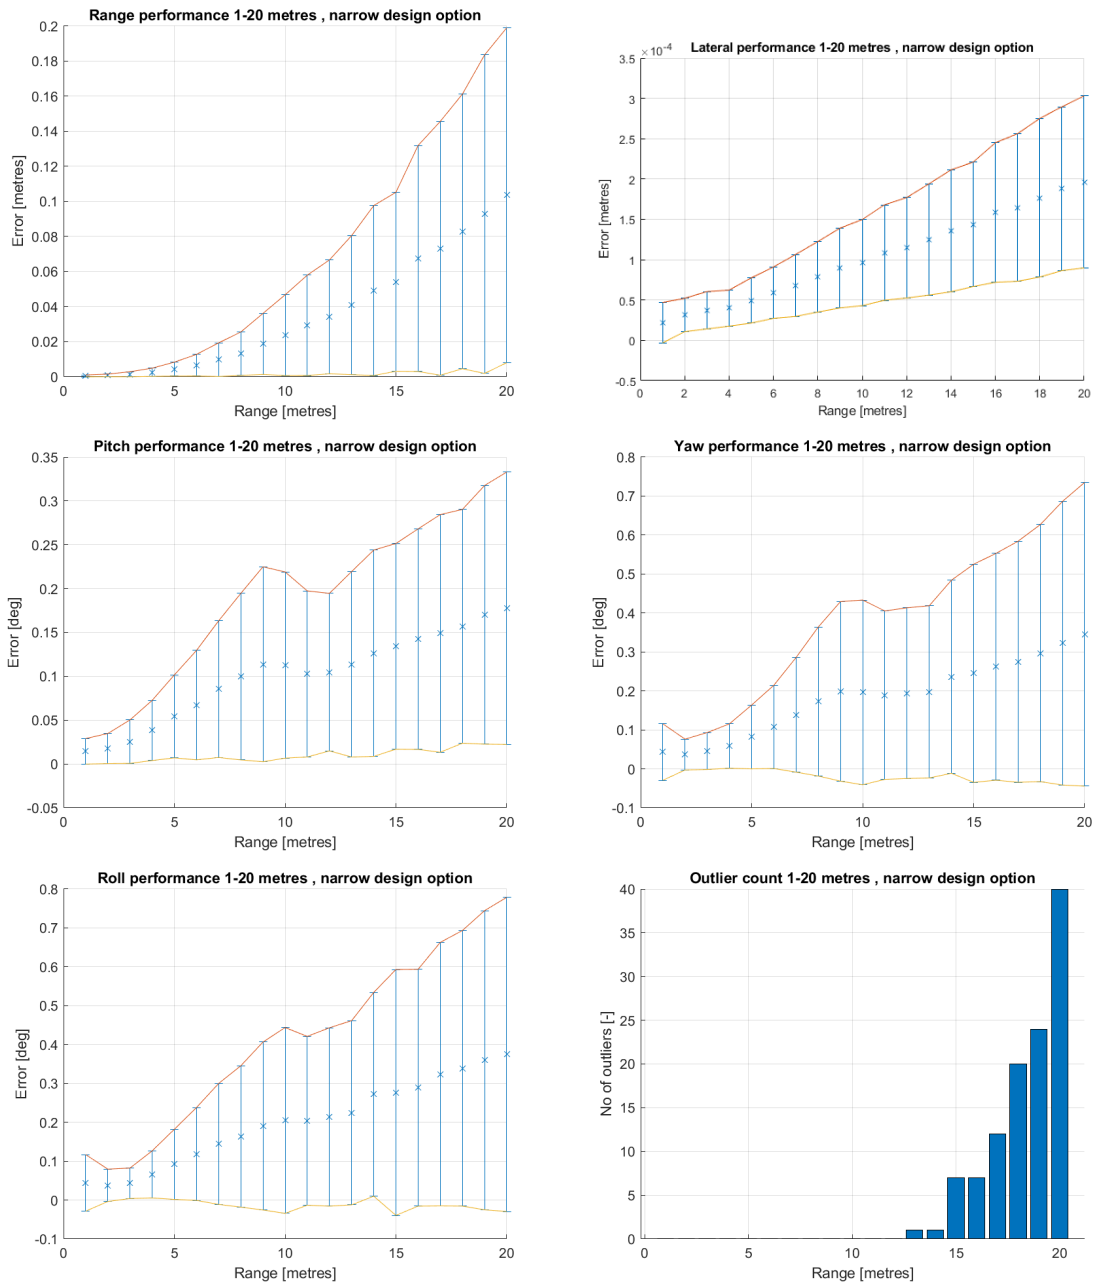 Range performance 1-20 metres , narrow design option
0.2
0.18
0.16
0.14
0.12
0.1
0.08
0.06
0.04
0.02
0
Error [metres]
0 5 10 15 20
Range [metres]
Lateral performance 1-20 metres , narrow design option
×10-4
3.5
3
2.5
2
1.5
1
0.5
0
-0.5
Error [metres]
0 2 4 6 8 10 12 14 16 18 20
Range [metres]
Pitch performance 1-20 metres , narrow design option
0.35
0.3
0.25
0.2
0.15
0.1
0.05
0
-0.05
Error [deg]
0 5 10 15 20
Range [metres]
Yaw performance 1-20 metres , narrow design option
0.8
0.7
0.6
0.5
0.4
0.3
0.2
0.1
0
-0.1
Error [deg]
0 5 10 15 20
Range [metres]
Roll performance 1-20 metres , narrow design option
0.8
0.7
0.6
0.5
0.4
0.3
0.2
0.1
0
-0.1
Error [deg]
0 5 10 15 20
Range [metres]
Outlier count 1-20 metres , narrow design option
40
35
30
25
20
15
10
5
0
No of outliers [-]
0 5 10 15 20
Range [metres]